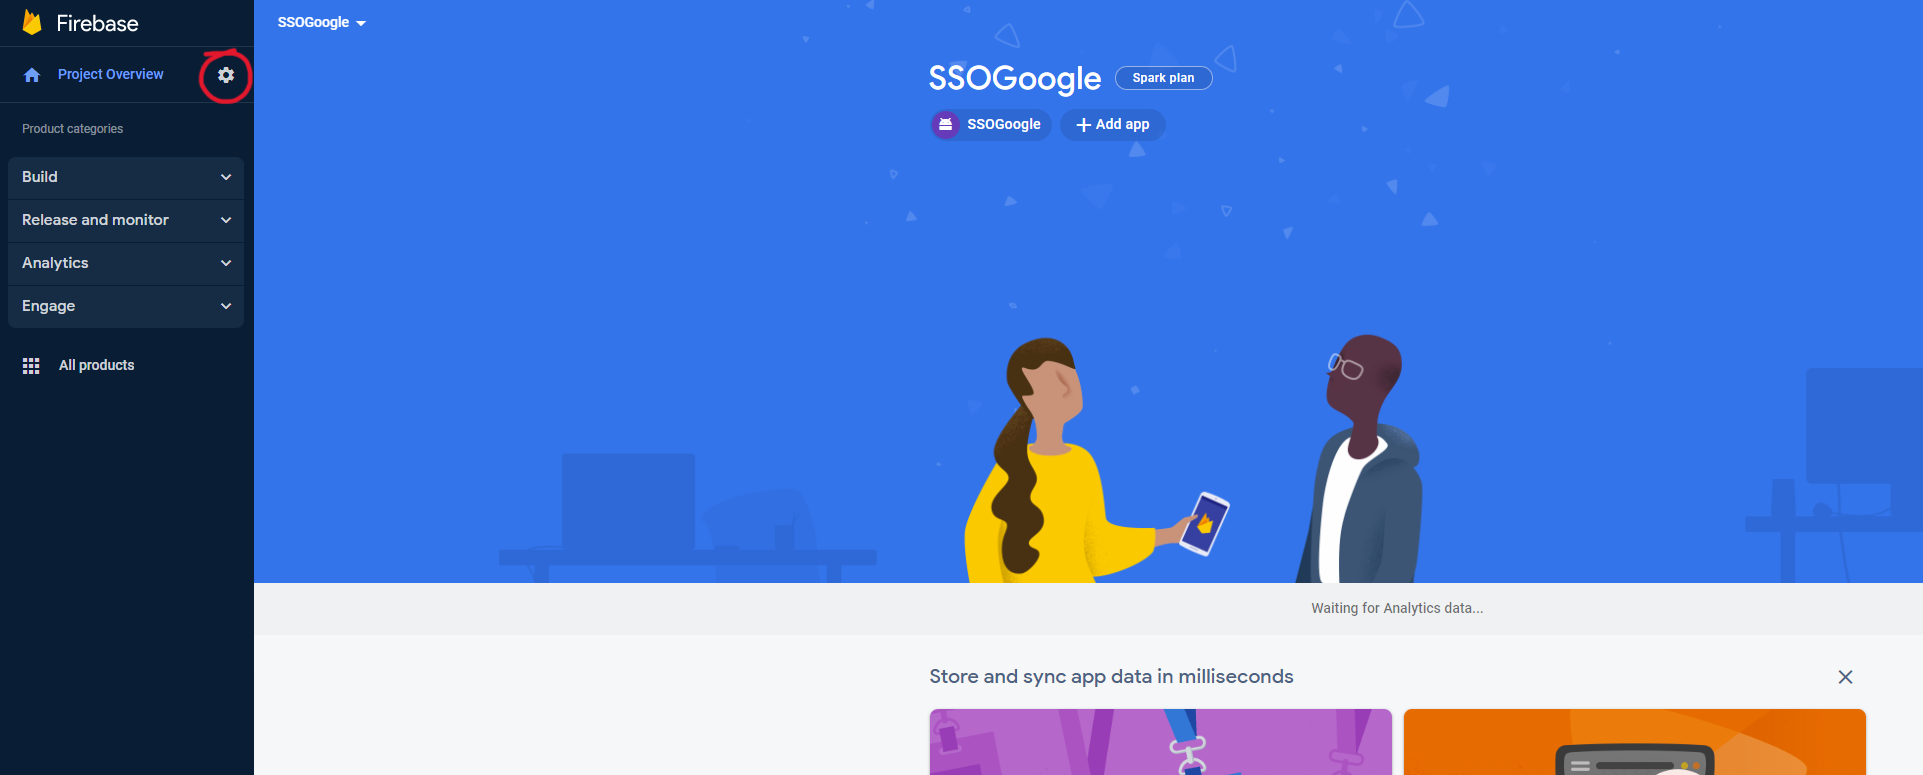 Firebase
SSOGoogle
Project Overview
Product categories
Build
Release and monitor
Analytics
Engage
All products
SSOGoogle
Spark plan
SSOGoogle
Add app
Waiting for Analytics data...
Store and sync app data in milliseconds